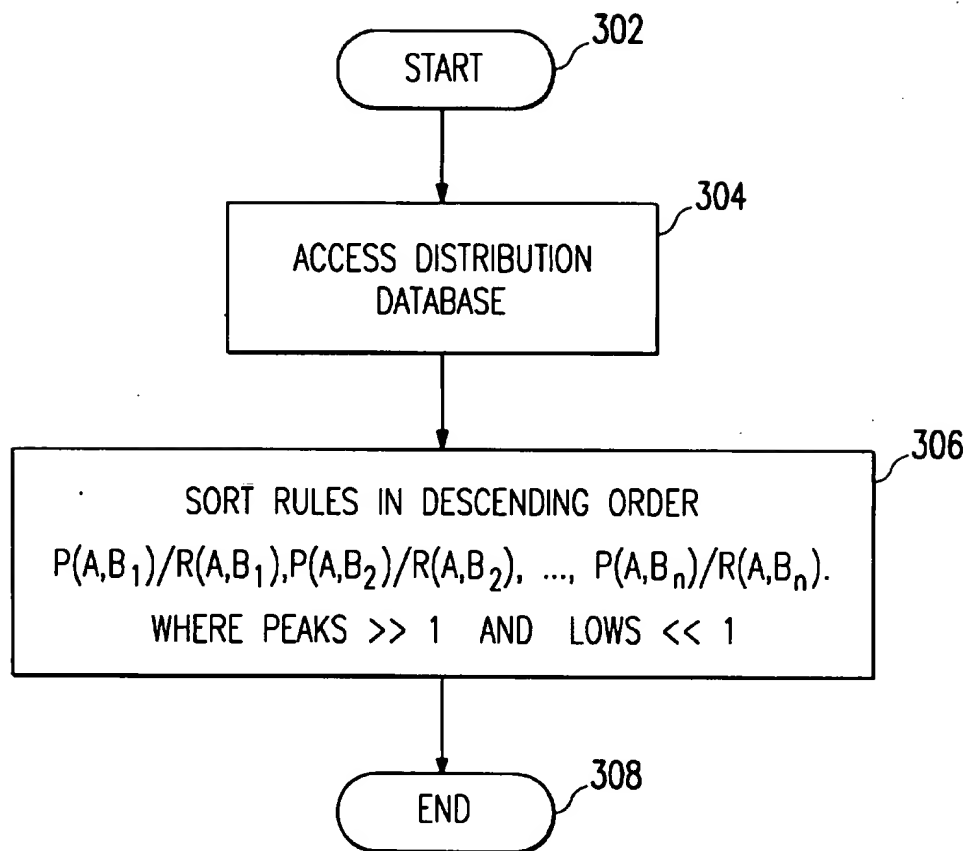 302
START
304
ACCESS DISTRIBUTION
DATABASE
306
SORT RULES IN DESCENDING ORDER
P(A,B₁)/R(A,B₁),P(A,B₂)/R(A,B₂), ..., P(A,Bₙ)/R(A,Bₙ).
WHERE PEAKS >> 1 AND LOWS << 1
308
END